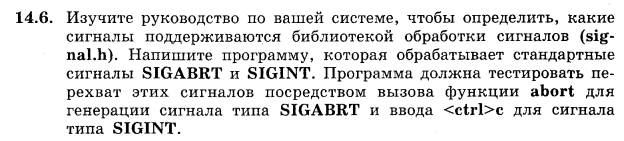 14.6. Изучите руководство по вашей системе, чтобы определить, какие
сигналы поддерживаются библиотекой обработки сигналов (sig-
nal.h). Напишите программу, которая обрабатывает стандартные
сигналы SIGABRT и SIGINT. Программа должна тестировать пе-
рехват этих сигналов посредством вызова функции abort для
генерации сигнала типа SIGABRT и ввода <ctrl>c для сигнала
типа SIGINT.